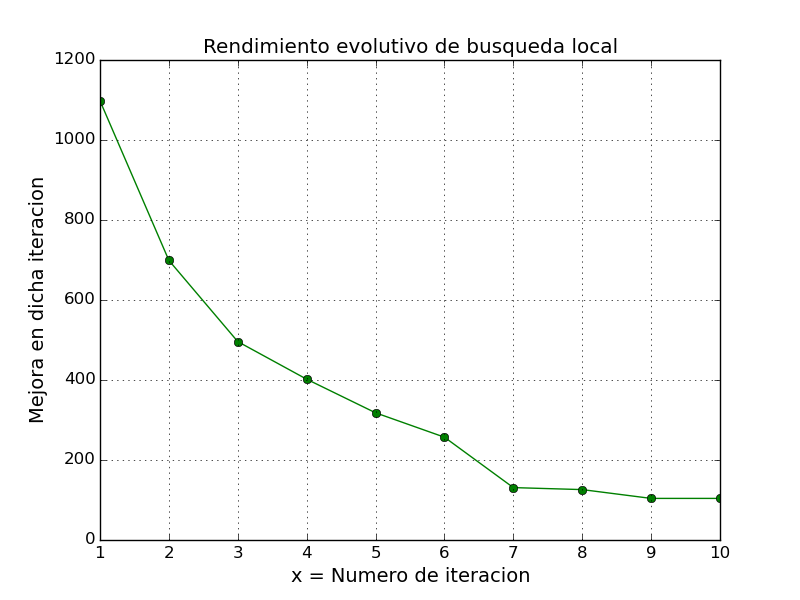 Rendimiento evolutivo de busqueda local
1200
1000
800
600
400
200
0
Mejora en dicha iteracion
1 2 3 4 5 6 7 8 9 10
x = Numero de iteracion